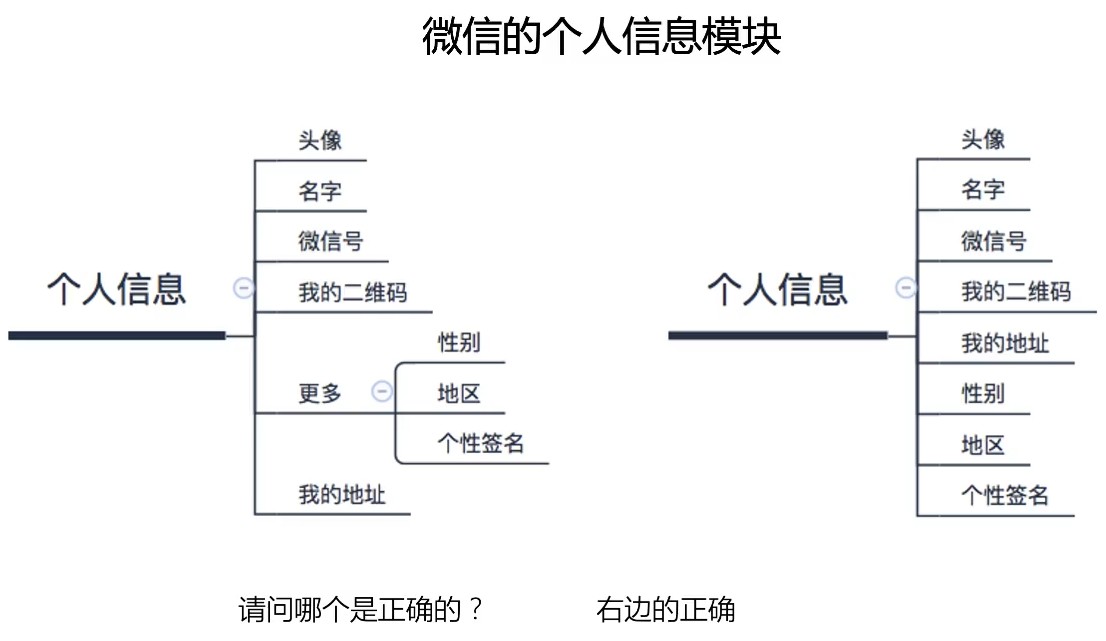 微信的个人信息模块
个人信息
头像
名字
微信号
我的二维码
更多
性别
地区
个性签名
我的地址
个人信息
头像
名字
微信号
我的二维码
我的地址
性别
地区
个性签名
请问哪个是正确的？
右边的正确